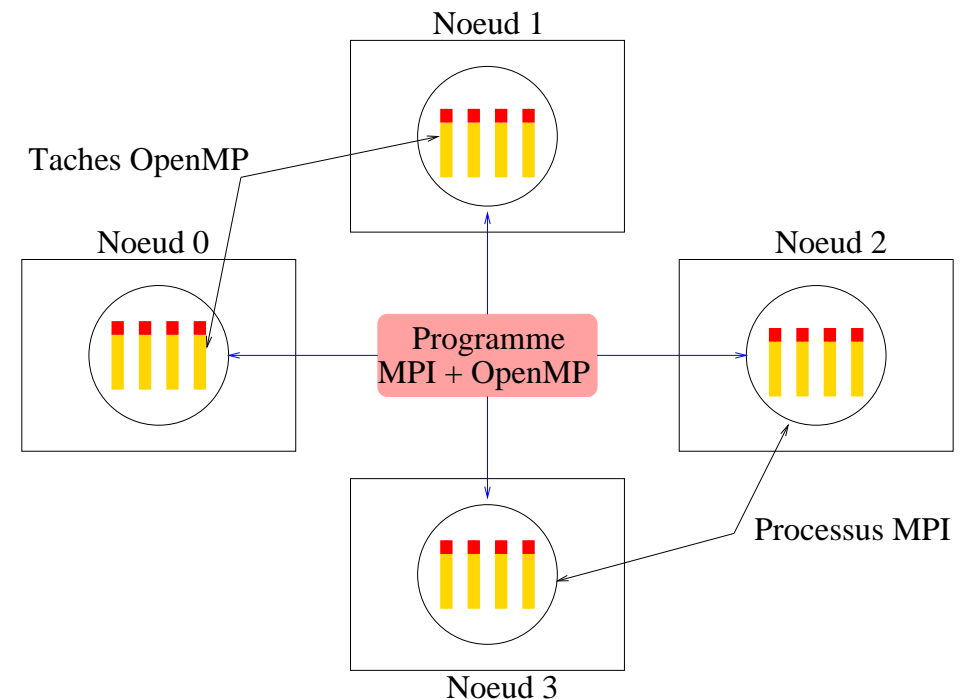 Noeud 1
Taches OpenMP
Noeud 0
Noeud 2
Programme
MPI + OpenMP
Processus MPI
Noeud 3